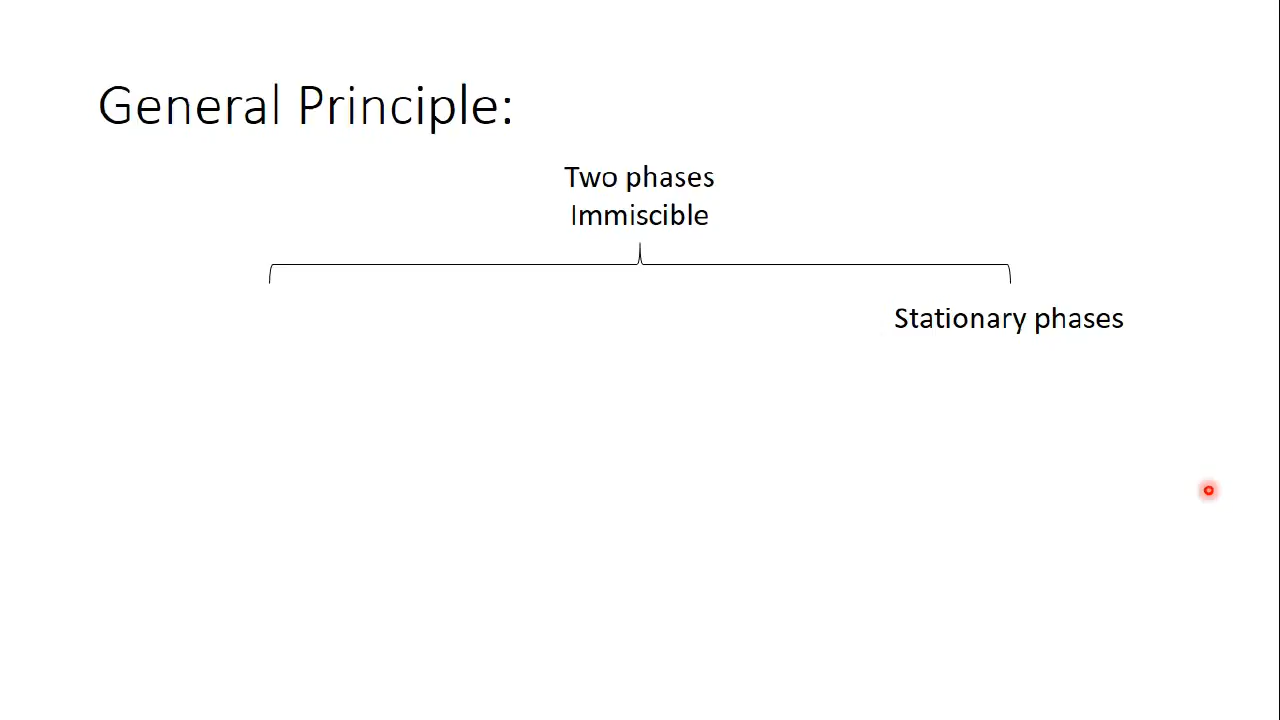 General Principle:
Two phases
Immiscible
Stationary phases